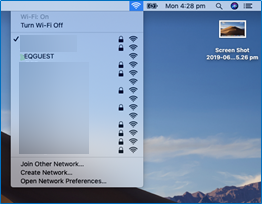 Mon 4:28 pm
Wi-Fi: On
Turn Wi-Fi Off
EQGUEST
Join Other Network...
Create Network...
Open Network Preferences...
Screen Shot
2019-06....5.26 pm